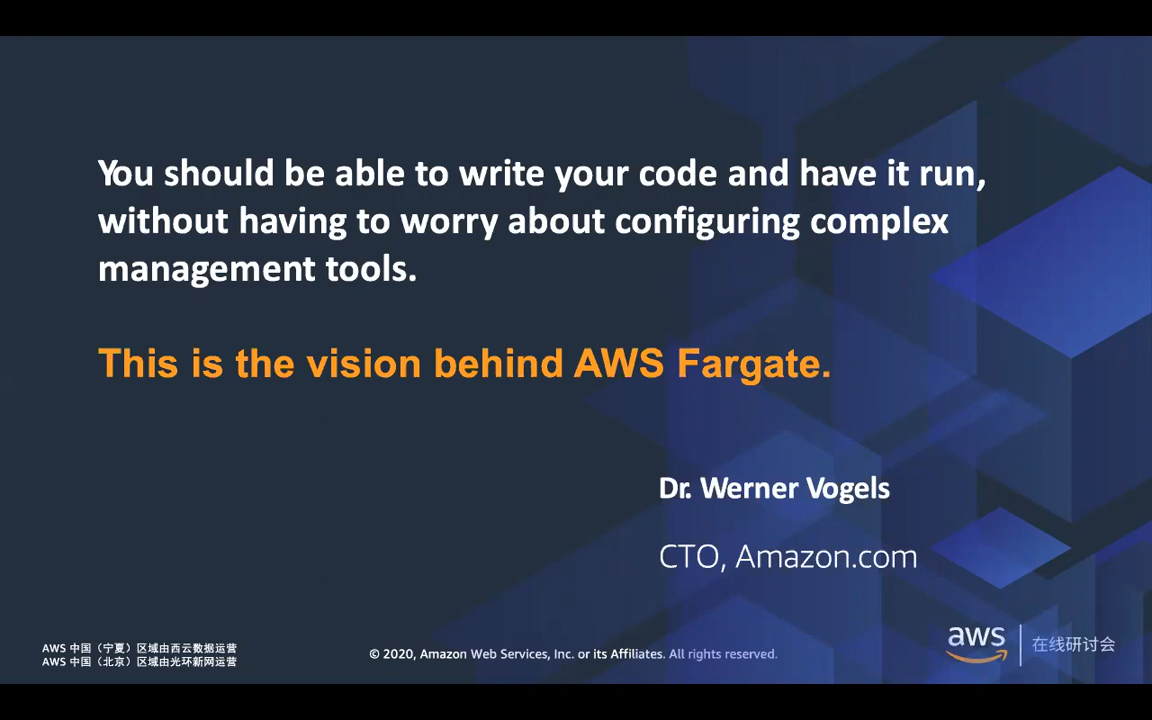 You should be able to write your code and have it run,
without having to worry about configuring complex
management tools.
This is the vision behind AWS Fargate.
Dr. Werner Vogels
CTO, Amazon.com
AWS 中国（宁夏）区域由西云数据运营
AWS 中国（北京）区域由光环新网运营
© 2020, Amazon Web Services, Inc. or its Affiliates. All rights reserved.
aws 在线研讨会